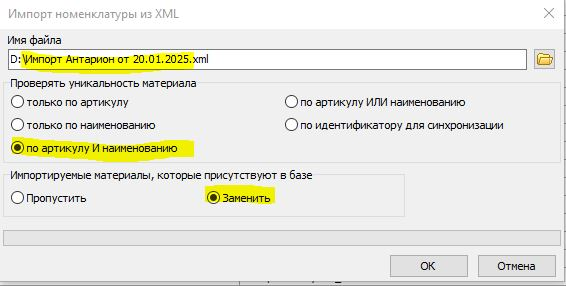 Импорт номенклатуры из XML
Имя файла
D:\Импорт Антарион от 20.01.2025.xml
Проверять уникальность материала
только по артикулу
по артикулу ИЛИ наименованию
только по наименованию
по идентификатору для синхронизации
по артикулу И наименованию
Импортируемые материалы, которые присутствуют в базе
Пропустить
Заменить
ОК
Отмена